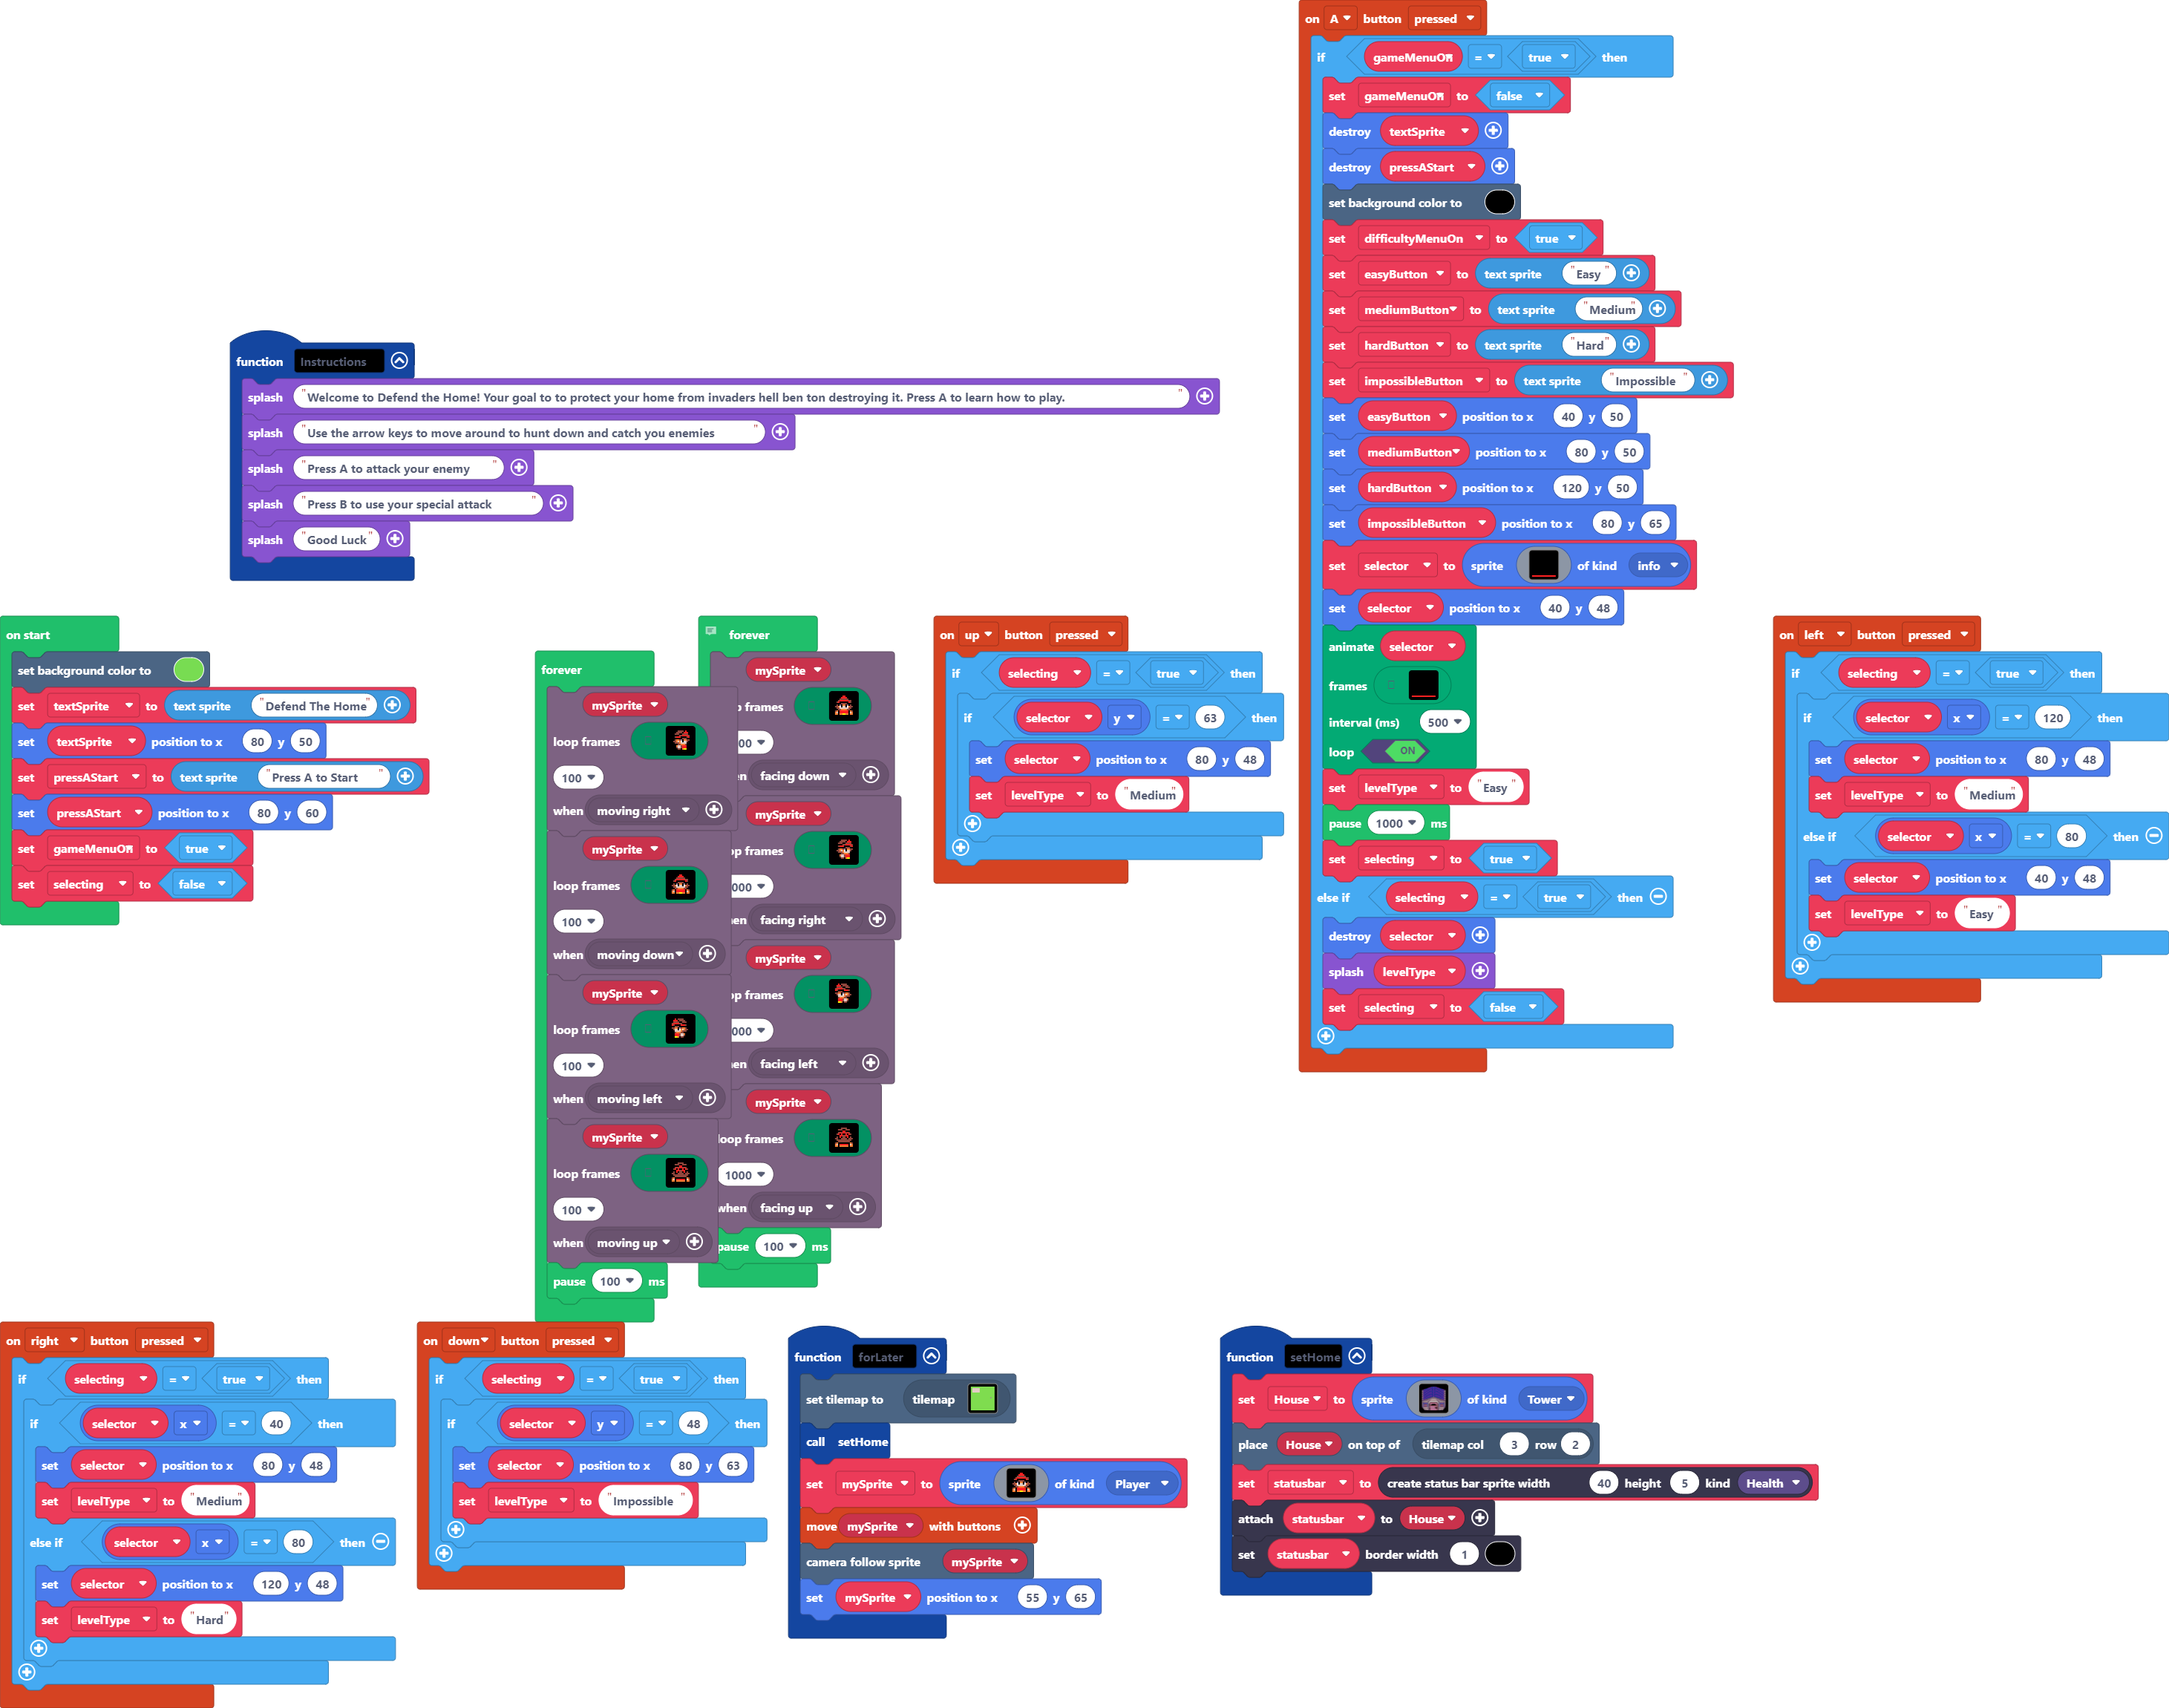 on A button pressed
if gameMenuOn = true then
set gameMenuOn to false
destroy textSprite
destroy pressAStart
set background color to
set difficultyMenuOn to true
set easyButton to text sprite "Easy"
set mediumButton to text sprite "Medium"
set hardButton to text sprite "Hard"
set impossibleButton to text sprite "Impossible"
set easyButton position to x 40 y 50
set mediumButton position to x 80 y 50
set hardButton position to x 120 y 50
set impossibleButton position to x 80 y 65
set selector to sprite of kind info
set selector position to x 40 y 48
animate selector
frames
interval (ms) 500
loop ON
set levelType to "Easy"
pause 1000 ms
set selecting to true
else if selecting = true then
destroy selector
splash levelType
set selecting to false
function Instructions
splash "Welcome to Defend the Home! Your goal to to protect your home from invaders hell ben ton destroying it. Press A to learn how to play. "
splash "Use the arrow keys to move around to hunt down and catch you enemies "
splash "Press A to attack your enemy "
splash "Press B to use your special attack "
splash "Good Luck"
on start
set background color to
set textSprite to text sprite "Defend The Home"
set textSprite position to x 80 y 50
set pressAStart to text sprite "Press A to Start "
set pressAStart position to x 80 y 60
set gameMenuOn to true
set selecting to false
forever
mySprite
loop frames
100
when moving right
mySprite
loop frames
100
when moving down
mySprite
loop frames
100
when moving left
mySprite
loop frames
100
when moving up
pause 100 ms
forever
mySprite
frames
facing down
mySprite
frames
facing right
mySprite
frames
facing left
mySprite
loop frames
1000
when facing up
pause 100 ms
on up button pressed
if selecting = true then
if selector y = 63 then
set selector position to x 80 y 48
set levelType to "Medium"
on left button pressed
if selecting = true then
if selector x = 120 then
set selector position to x 80 y 48
set levelType to "Medium"
else if selector x = 80 then
set selector position to x 40 y 48
set levelType to "Easy"
on right button pressed
if selecting = true then
if selector x = 40 then
set selector position to x 80 y 48
set levelType to "Medium"
else if selector x = 80 then
set selector position to x 120 y 48
set levelType to "Hard"
on down button pressed
if selecting = true then
if selector y = 48 then
set selector position to x 80 y 63
set levelType to "Impossible"
function forLater
set tilemap to tilemap
call setHome
set mySprite to sprite of kind Player
move mySprite with buttons
camera follow sprite mySprite
set mySprite position to x 55 y 65
function setHome
set House to sprite of kind Tower
place House on top of tilemap col 3 row 2
set statusbar to create status bar sprite width 40 height 5 kind Health
attach statusbar to House
set statusbar border width 1